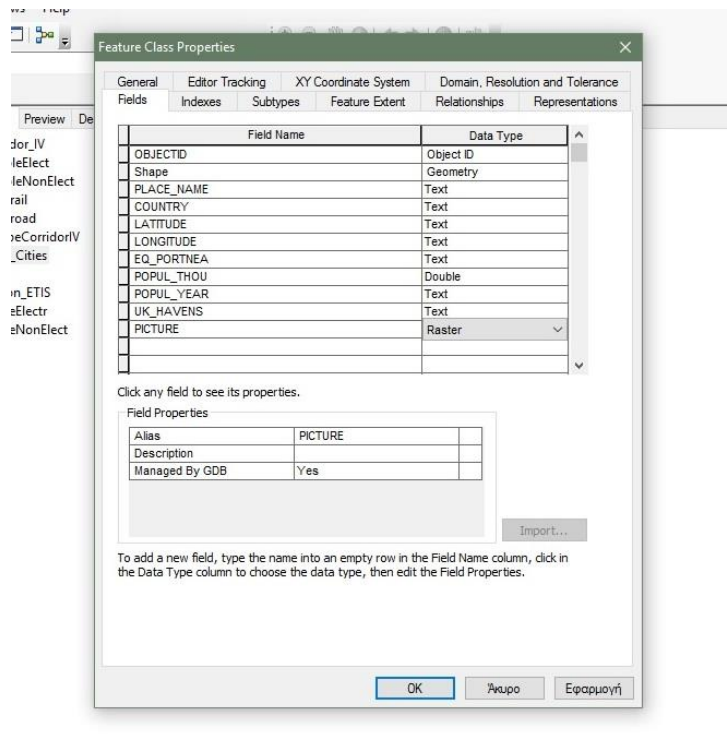 Feature Class Properties
General Editor Tracking XY Coordinate System Domain, Resolution and Tolerance
Fields Indexes Subtypes Feature Extent Relationships Representations
Preview De
dor_IV
leElect
leNonElect
rail
road
peCorridorIV
_Cities
on_ETIS
eElectr
eNonElect
Field Name Data Type
OBJECTID Object ID
Shape Geometry
PLACE_NAME Text
COUNTRY Text
LATITUDE Text
LONGITUDE Text
EQ_PORTNEA Text
POPUL_THOU Double
POPUL_YEAR Text
UK_HAVENS Text
PICTURE Raster
Click any field to see its properties.
Field Properties
Alias PICTURE
Description
Managed By GDB Yes
Import...
To add a new field, type the name into an empty row in the Field Name column, click in
the Data Type column to choose the data type, then edit the Field Properties.
OK Άκυρο Εφαρμογή